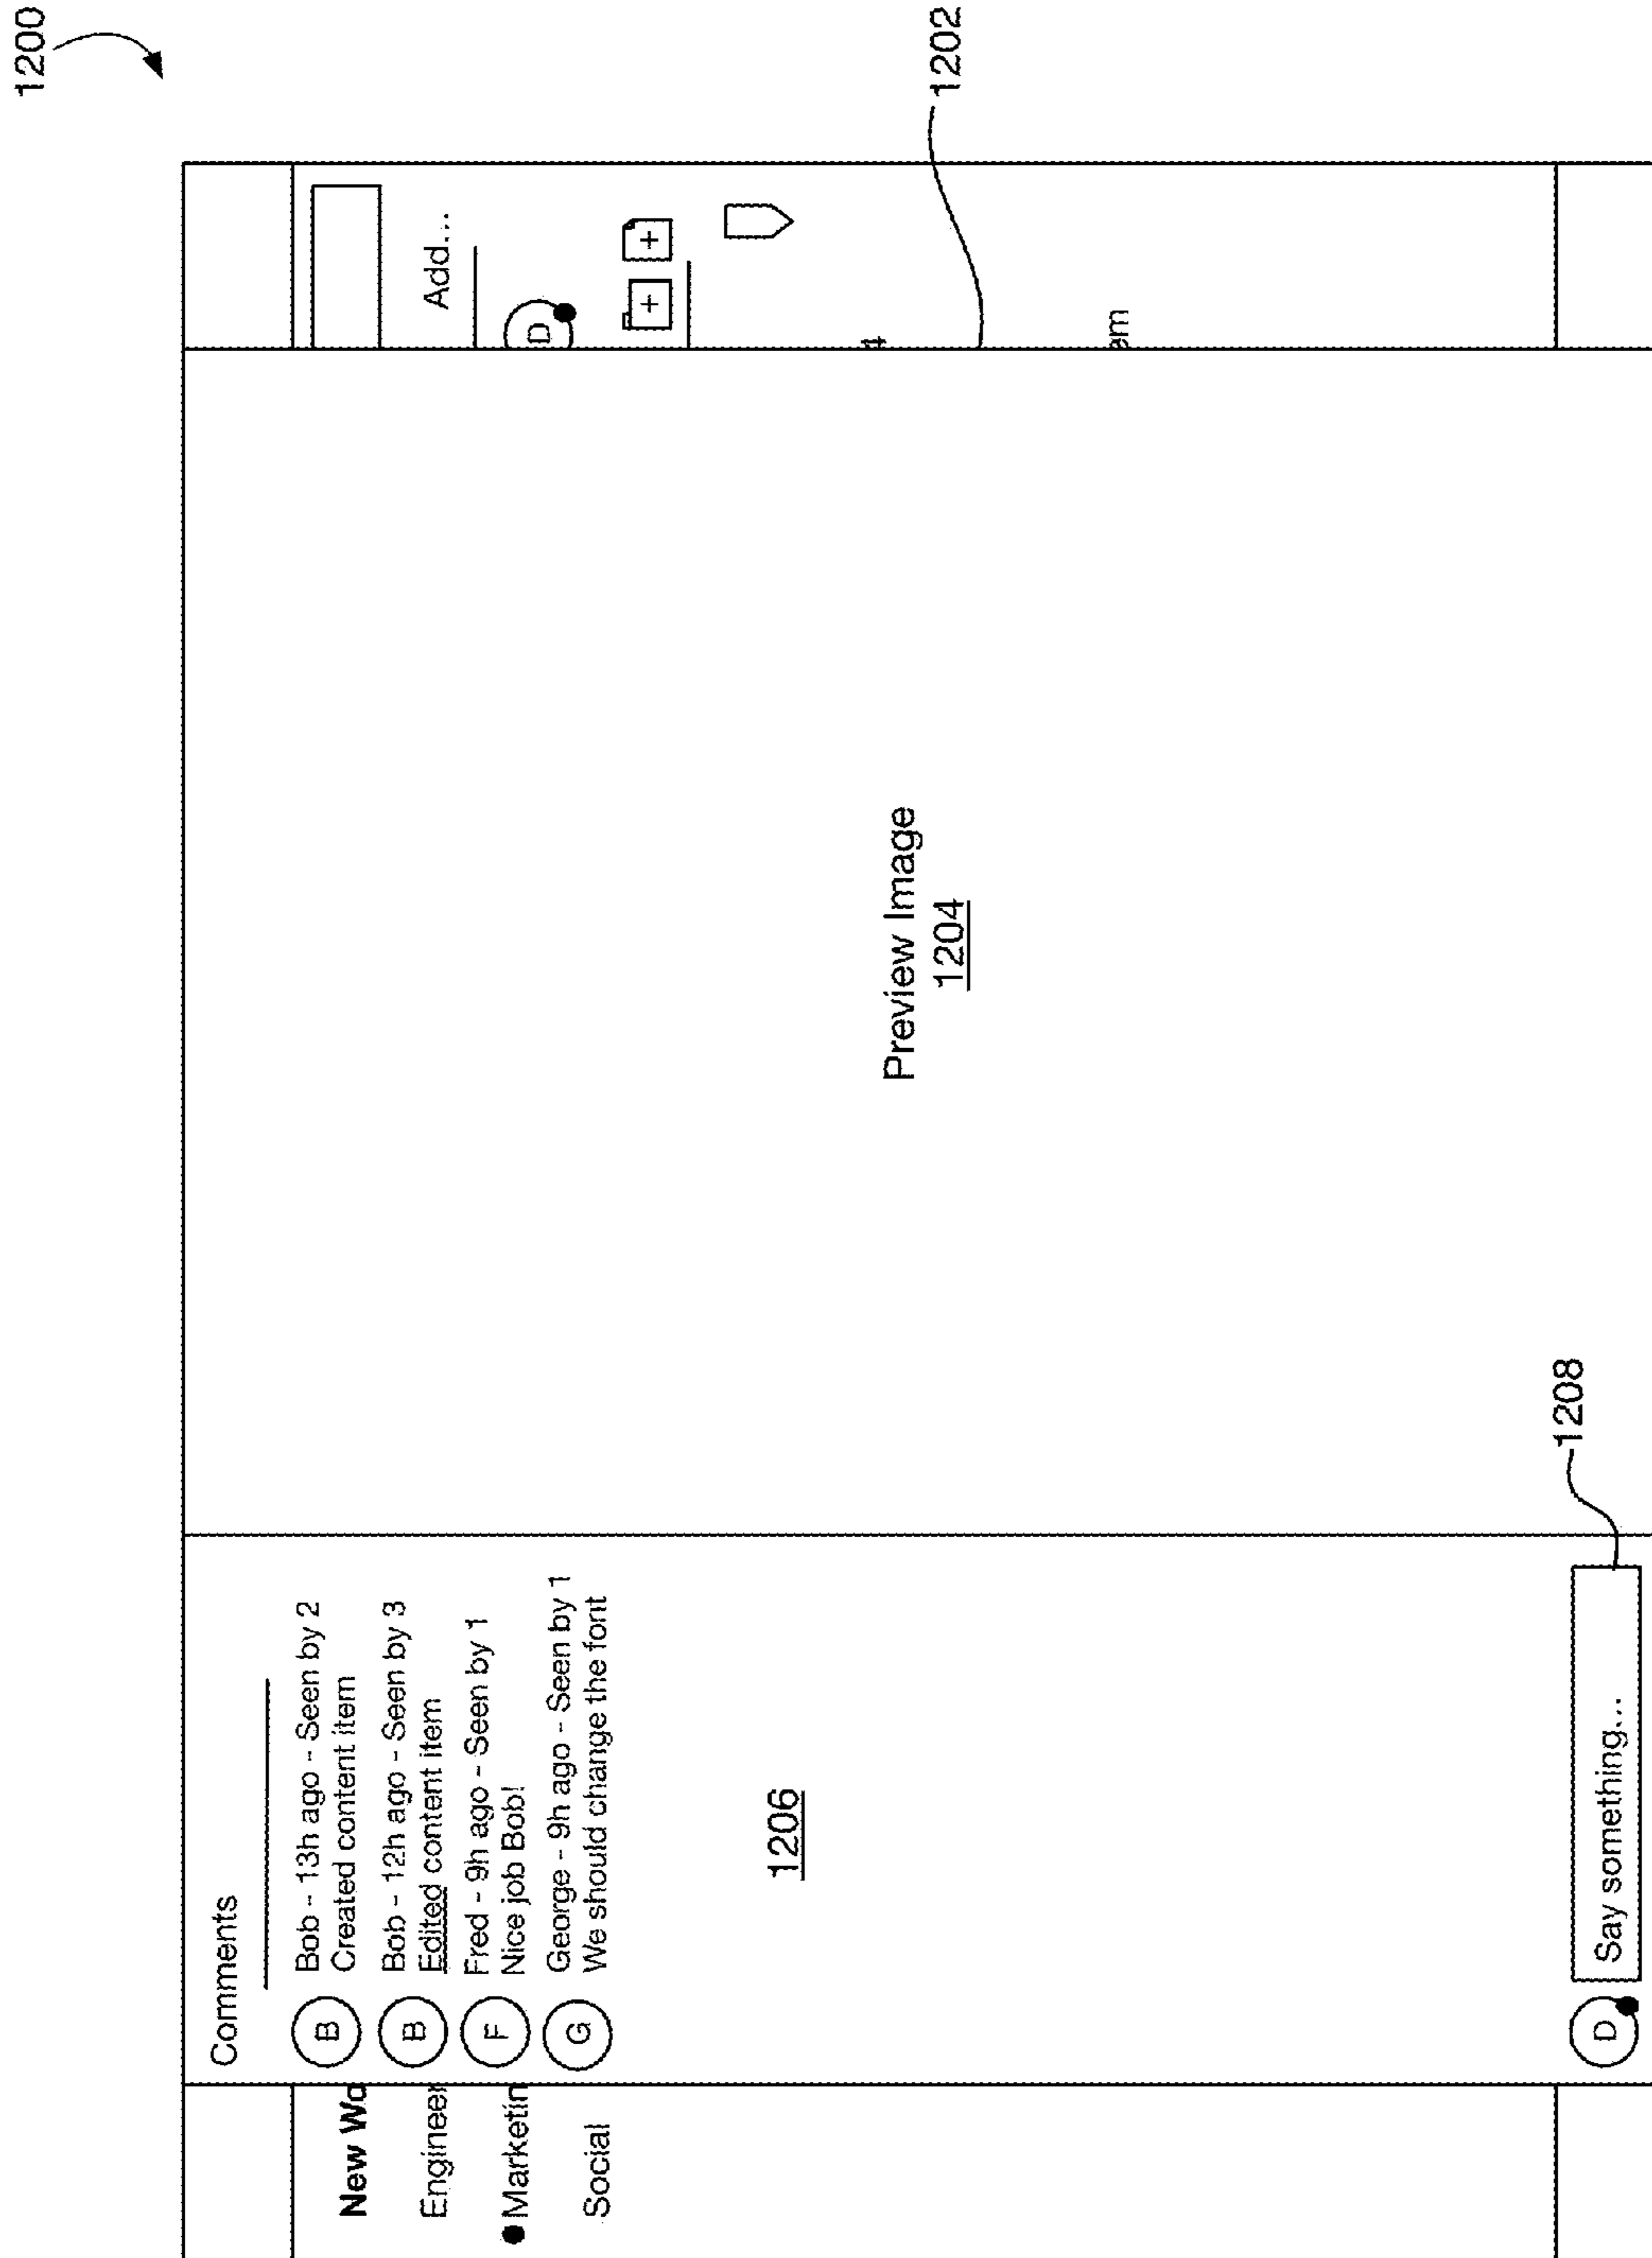 1200
Comments
New Wo
Engineer
Marketin
Social
B
Bob - 13h ago - Seen by 2
Created content item
B
Bob - 12h ago - Seen by 3
Edited content item
F
Fred - 9h ago - Seen by 1
Nice job Bob!
G
George - 9h ago - Seen by 1
We should change the font
1206
D
Say something...
1208
Preview Image
1204
Add...
D
+
+
4
em
1202